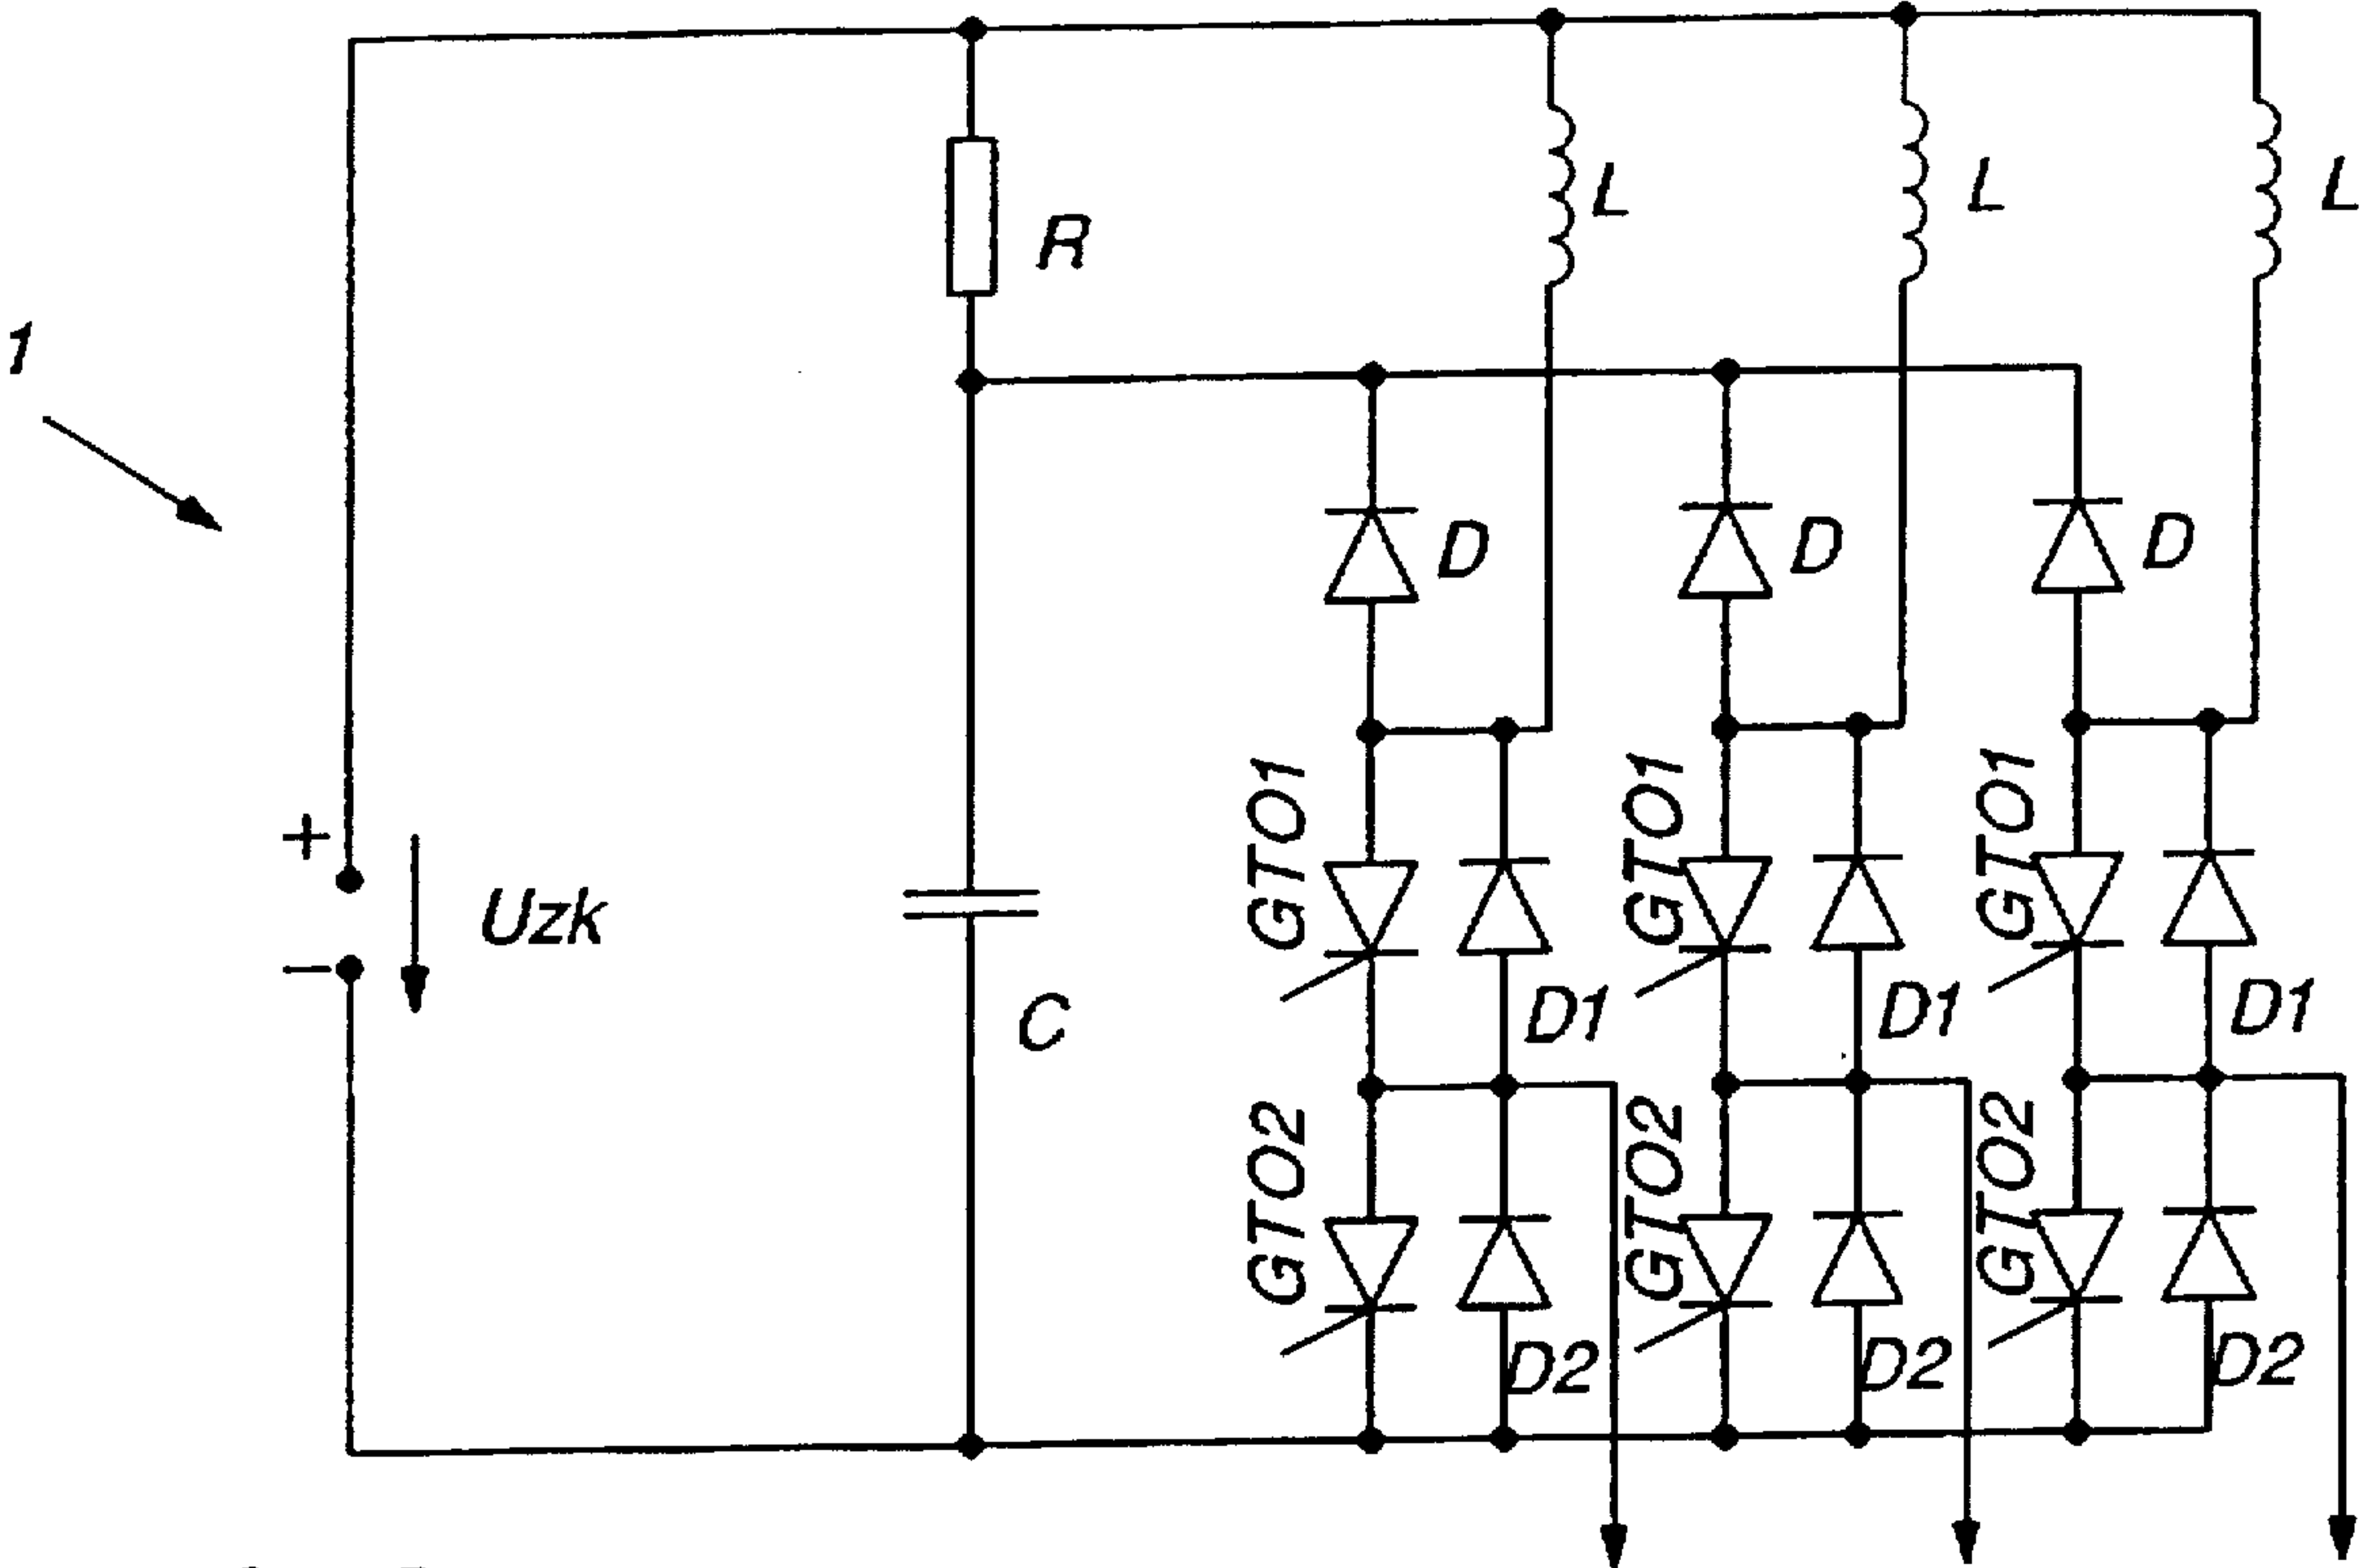 L L L
R
1
D D D
GTO1 GTO1 GTO1
+
Uzk
−
C
D1 D1 D1
GTO2 GTO2 GTO2
D2 D2 D2